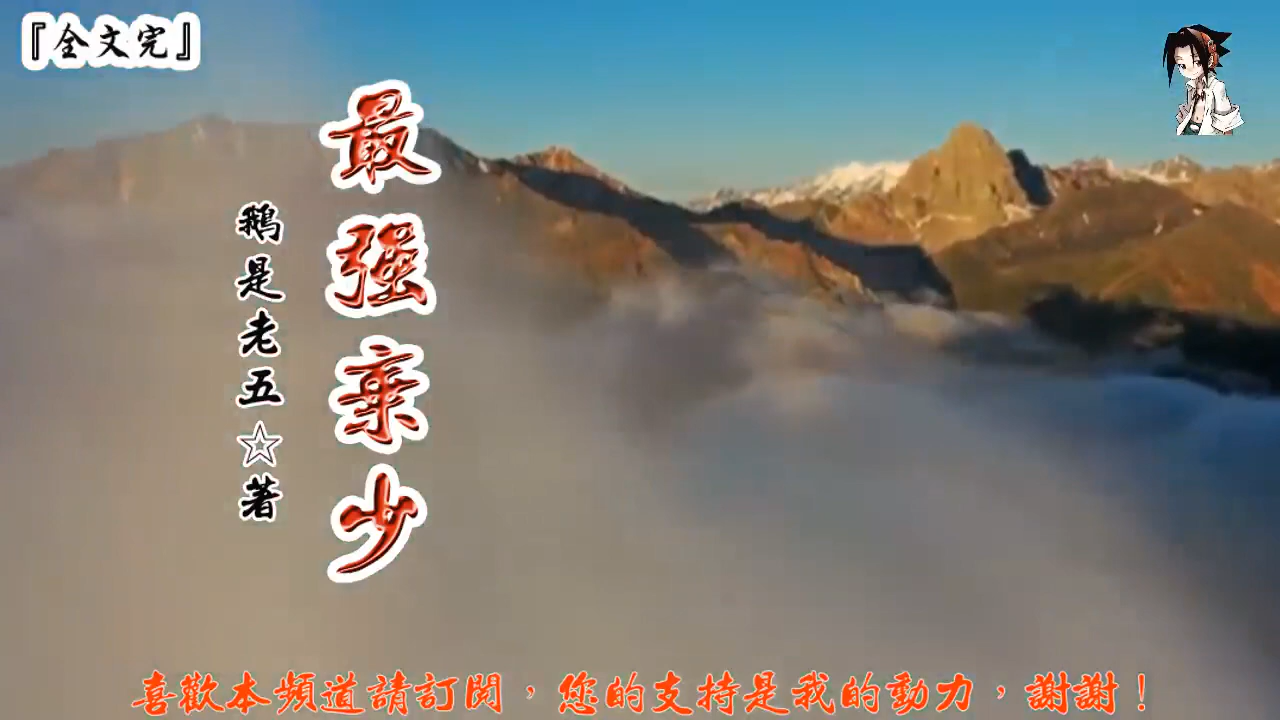 『全文完』
最強棄少
鵝是老五☆著
喜歡本頻道請訂閱，您的支持是我的動力，謝謝！